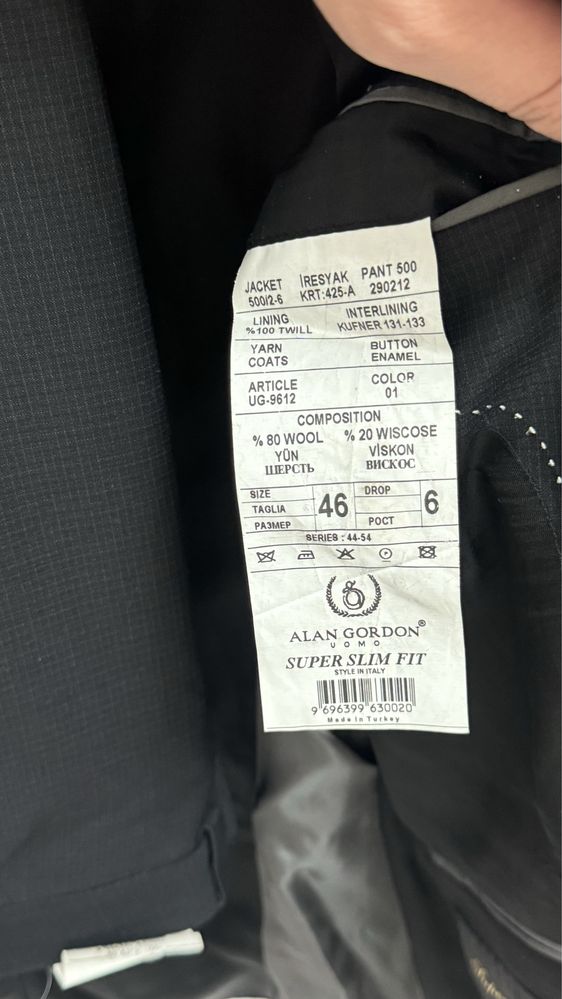 JACKET İRESYAK PANT 500
500/2-6 KRT:425-A 290212
LINING INTERLINING
%100 TWILL KUFNER 131-133
YARN BUTTON
COATS ENAMEL
ARTICLE COLOR
UG-9612 01
COMPOSITION
% 80 WOOL % 20 WISCOSE
YÜN VİSKON
ШЕРСТЬ ВИСКОС
SIZE
TAGLIA
РАЗМЕР
46
DROP
РОСТ
6
SERIES : 44-54
ALAN GORDON®
UOMO
SUPER SLIM FIT
STYLE IN ITALY
9 696399 630020
Made In Turkey